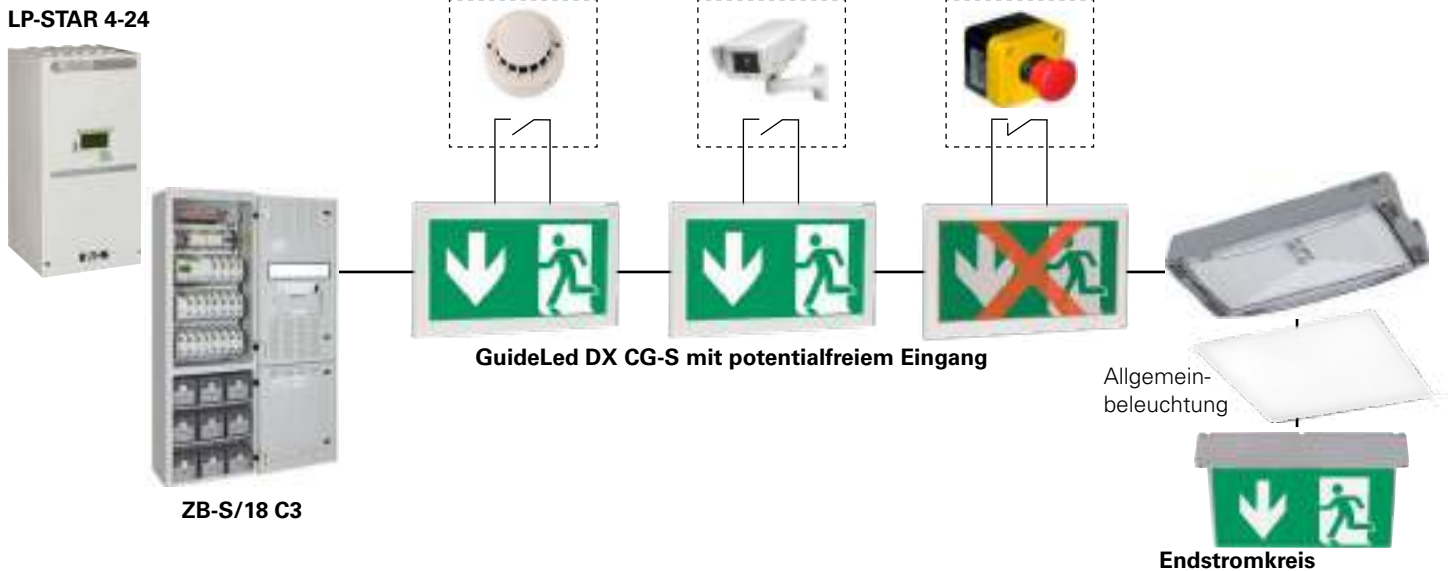 LP-STAR 4-24
E·T·N
GuideLed DX CG-S mit potentialfreiem Eingang
Allgemein-
beleuchtung
ZB-S/18 C3
Endstromkreis